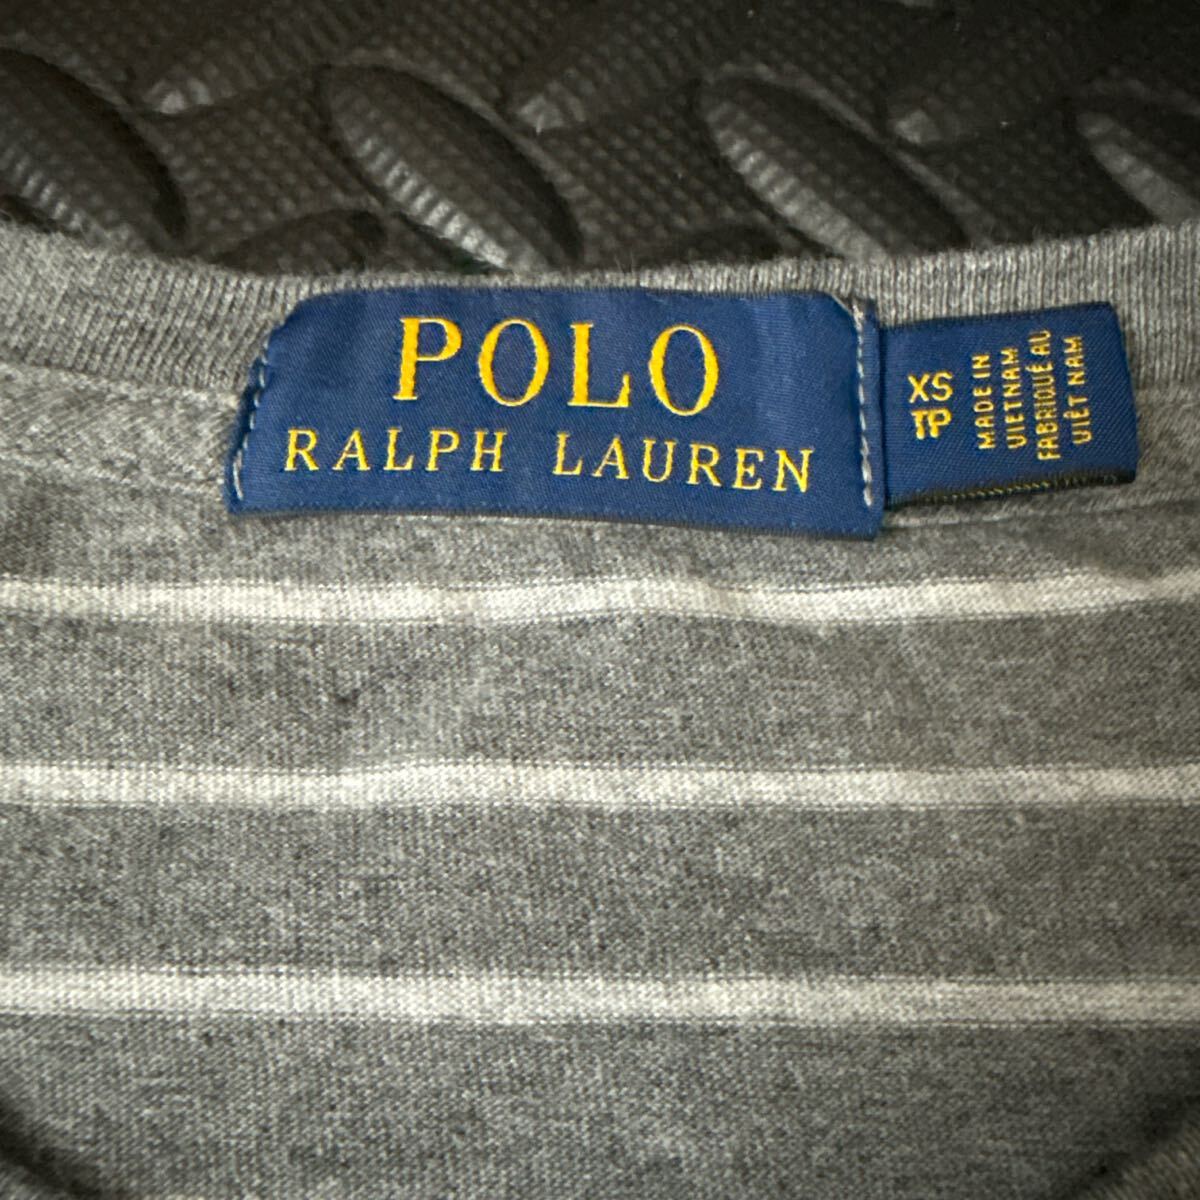 POLO
RALPH LAUREN
XS
TP
MADE IN
VIETNAM
FABRIQUÉ AU
VIÊT NAM